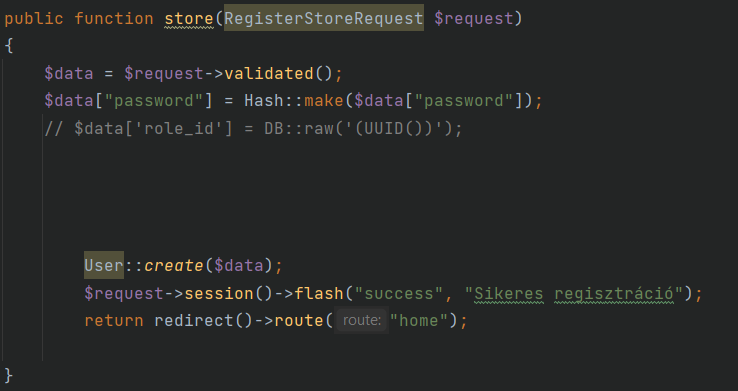 public function store(RegisterStoreRequest $request)
{
$data = $request->validated();
$data["password"] = Hash::make($data["password"]);
// $data['role_id'] = DB::raw('(UUID())');
User::create($data);
$request->session()->flash("success", "Sikeres regisztráció");
return redirect()->route( route: "home");
}